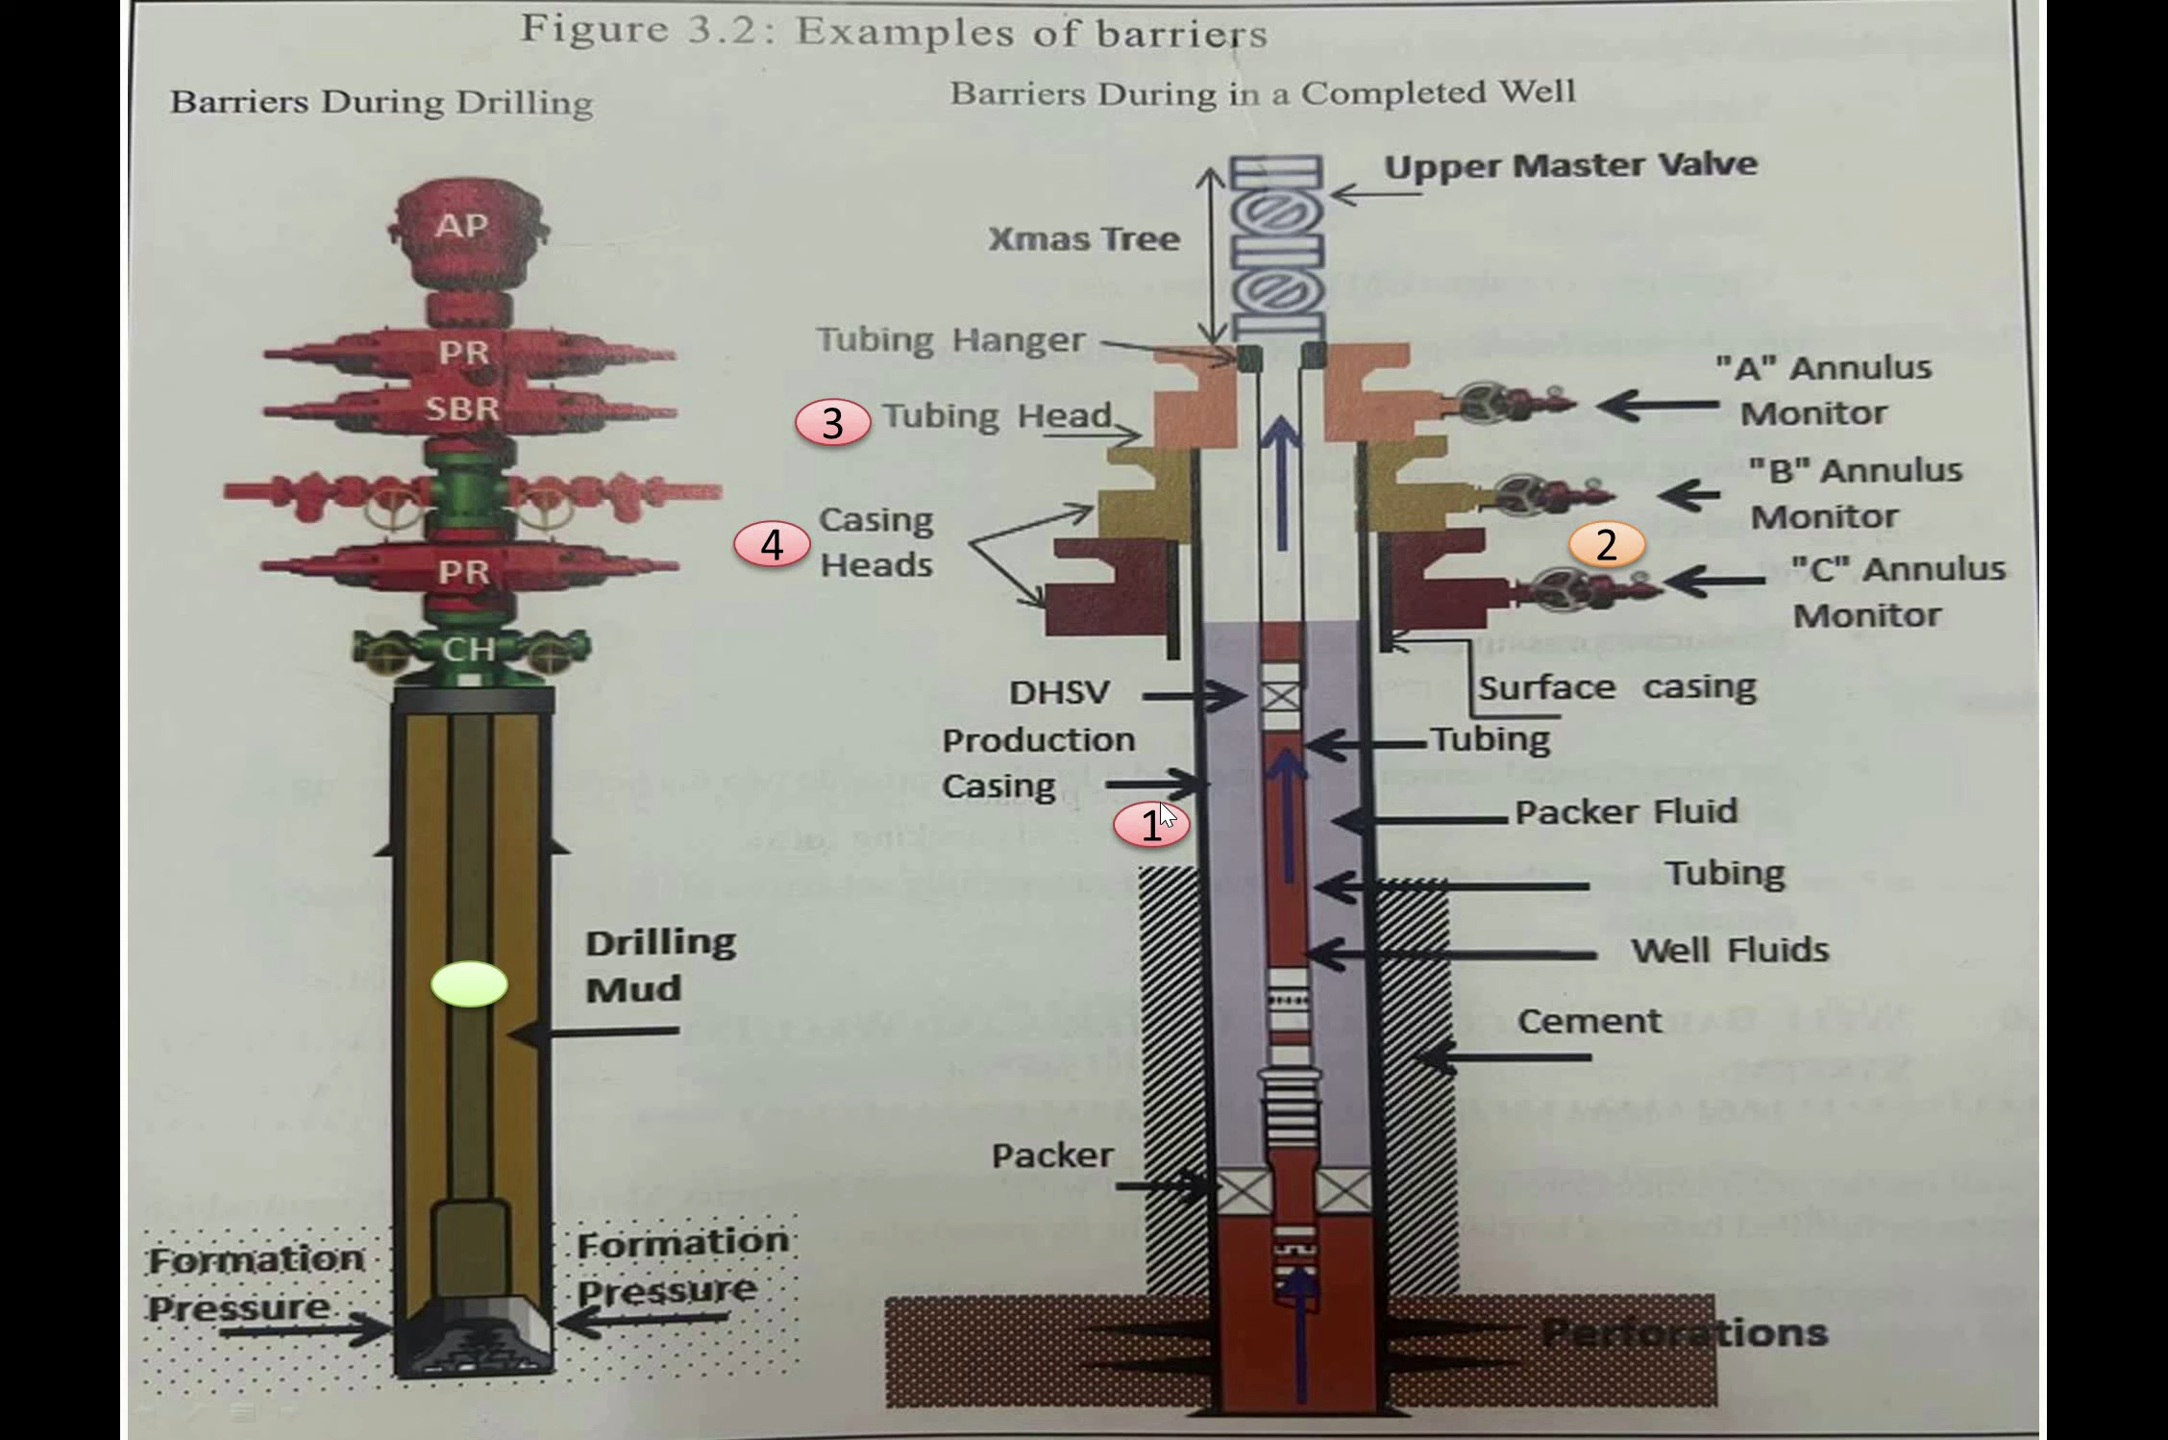 Figure 3.2: Examples of barriers
Barriers During Drilling
Barriers During in a Completed Well
AP
PR
SBR
PR
CH
Drilling
Mud
Formation
Pressure
Formation
Pressure
Upper Master Valve
Xmas Tree
Tubing Hanger
3
Tubing Head
4
Casing
Heads
"A" Annulus
Monitor
"B" Annulus
Monitor
2
"C" Annulus
Monitor
DHSV
Surface casing
Production
Casing
1
Tubing
Packer Fluid
Tubing
Well Fluids
Cement
Packer
Perforations